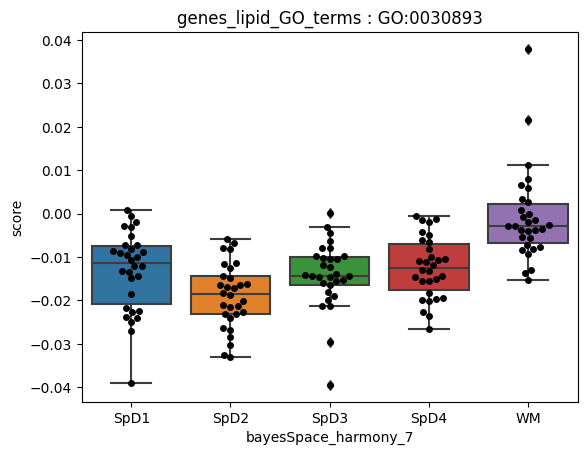 genes_lipid_GO_terms : GO:0030893
0.04
0.03
0.02
0.01
0.00
−0.01
−0.02
−0.03
−0.04
score
SpD1 SpD2 SpD3 SpD4 WM
bayesSpace_harmony_7